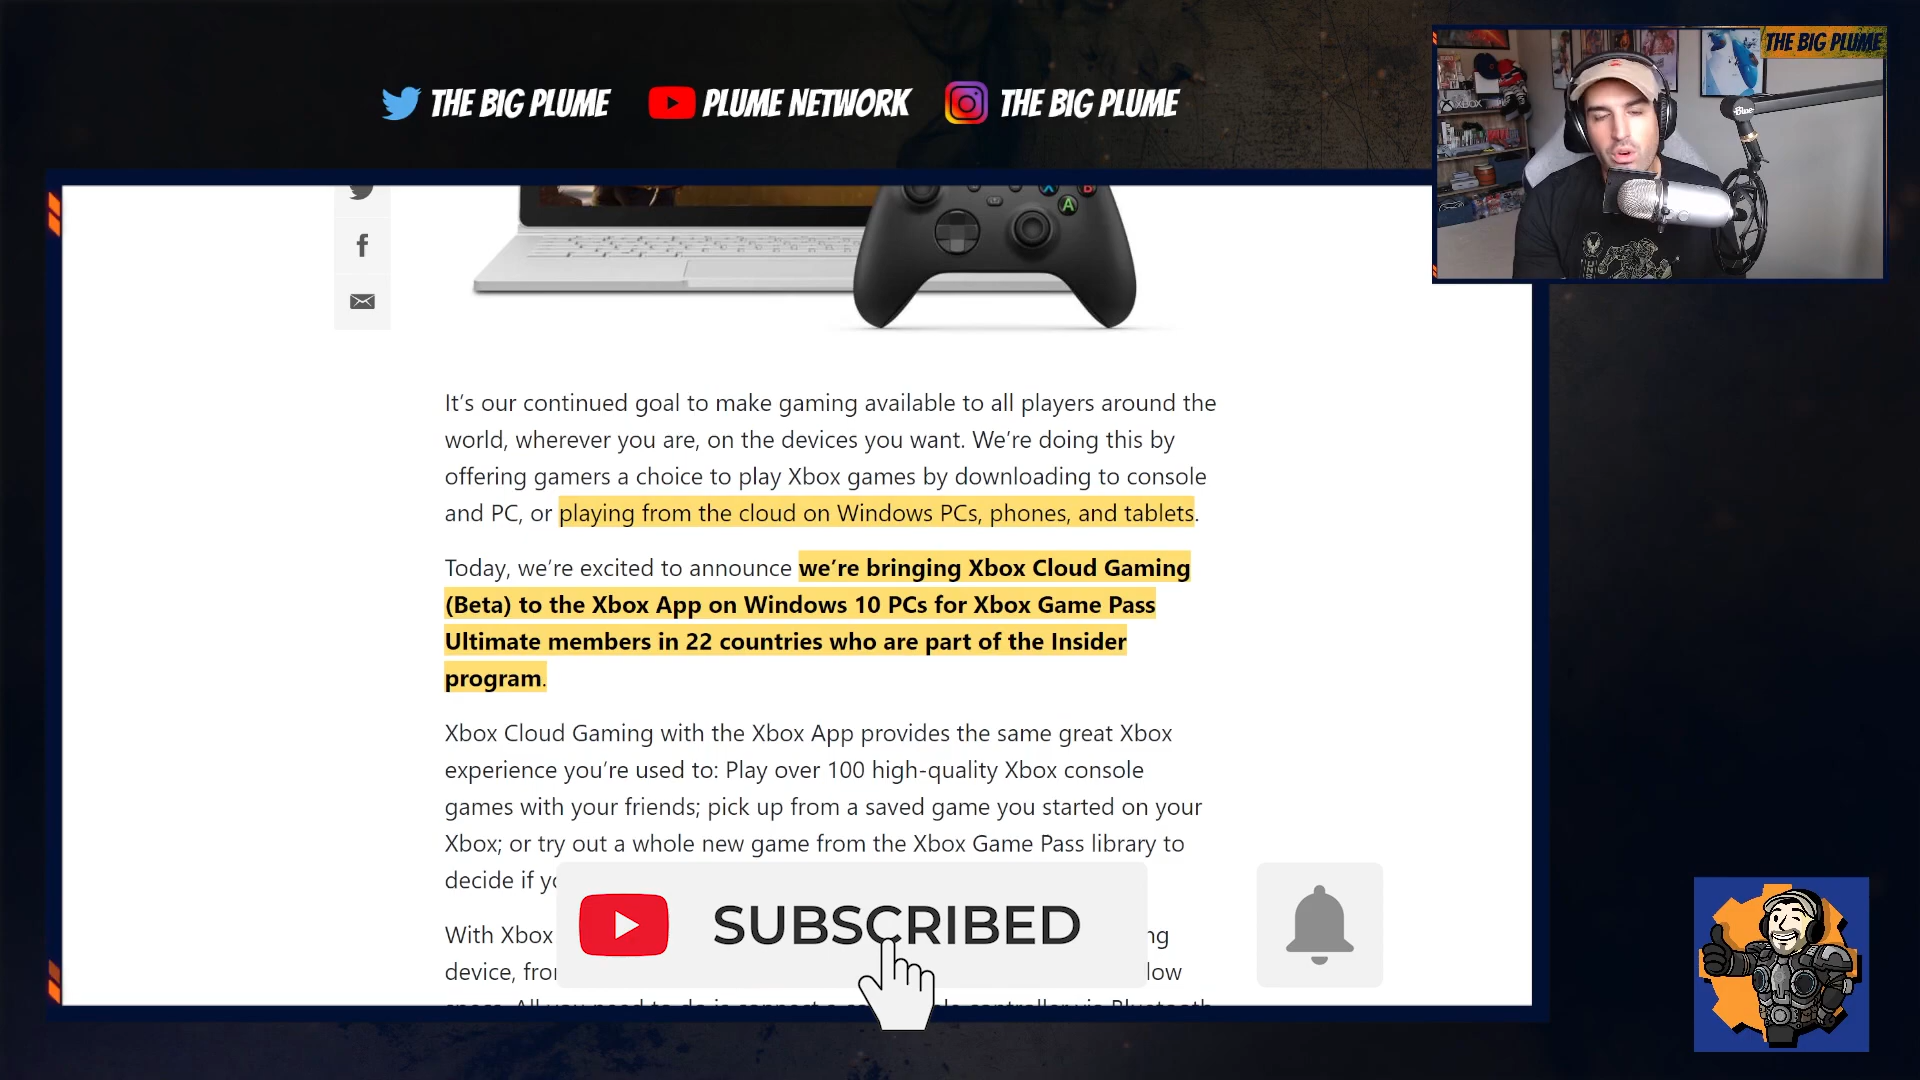 THE BIG PLUME
PLUME NETWORK
THE BIG PLUME
THE BIG PLUME
XBOX
Blue
X
B
A
It’s our continued goal to make gaming available to all players around the
world, wherever you are, on the devices you want. We’re doing this by
offering gamers a choice to play Xbox games by downloading to console
and PC, or playing from the cloud on Windows PCs, phones, and tablets.
Today, we’re excited to announce we’re bringing Xbox Cloud Gaming
(Beta) to the Xbox App on Windows 10 PCs for Xbox Game Pass
Ultimate members in 22 countries who are part of the Insider
program.
Xbox Cloud Gaming with the Xbox App provides the same great Xbox
experience you’re used to: Play over 100 high-quality Xbox console
games with your friends; pick up from a saved game you started on your
Xbox; or try out a whole new game from the Xbox Game Pass library to
decide if
SUBSCRIBED
With Xbox
device,